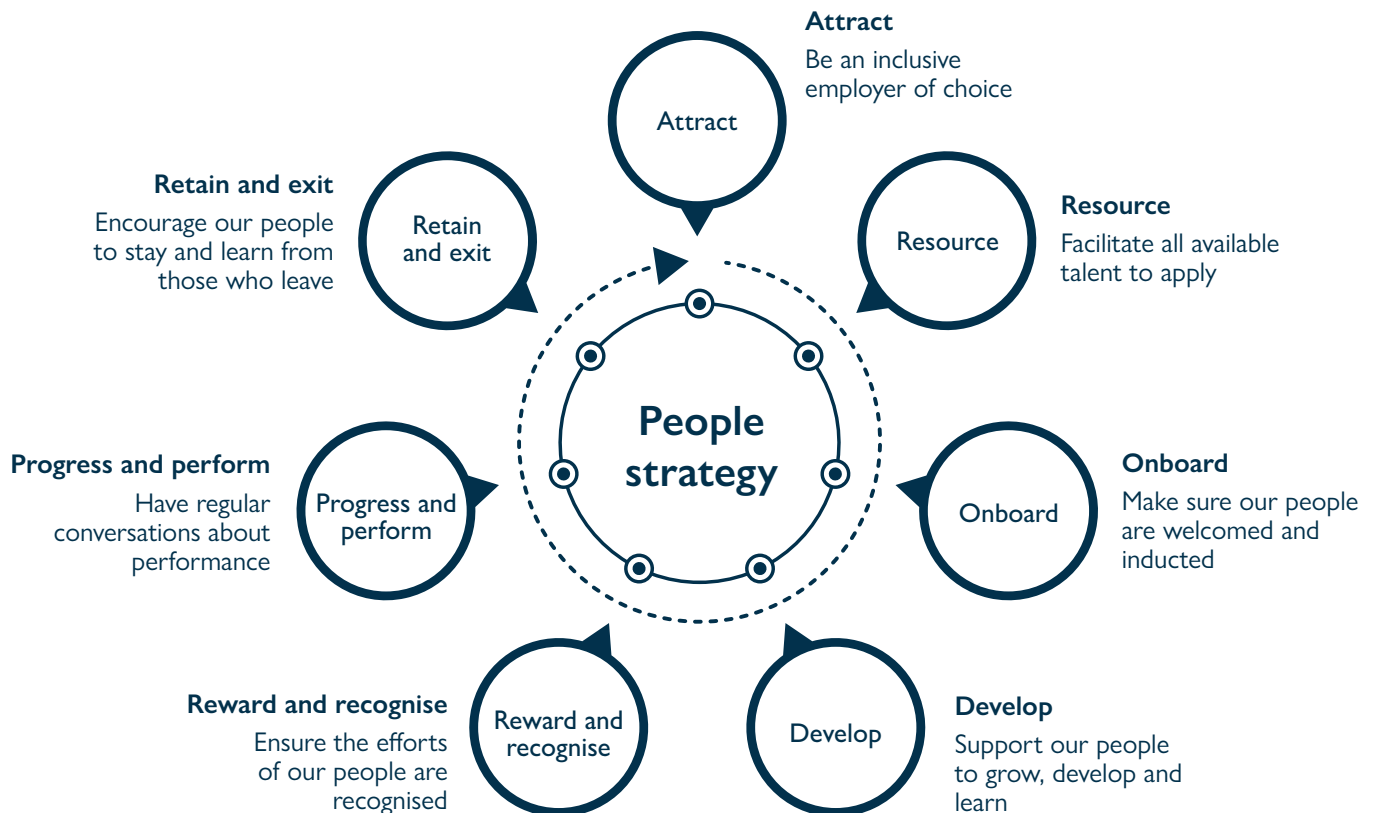 Attract
Be an inclusive
employer of choice
Attract
Resource
Resource
Facilitate all available
talent to apply
Onboard
Onboard
Make sure our people
are welcomed and
inducted
Develop
Develop
Support our people
to grow, develop and
learn
Reward and recognise
Ensure the efforts
of our people are
recognised
Reward and
recognise
Progress and perform
Have regular
conversations about
performance
Progress and
perform
Retain and exit
Encourage our people
to stay and learn from
those who leave
Retain
and exit
People
strategy